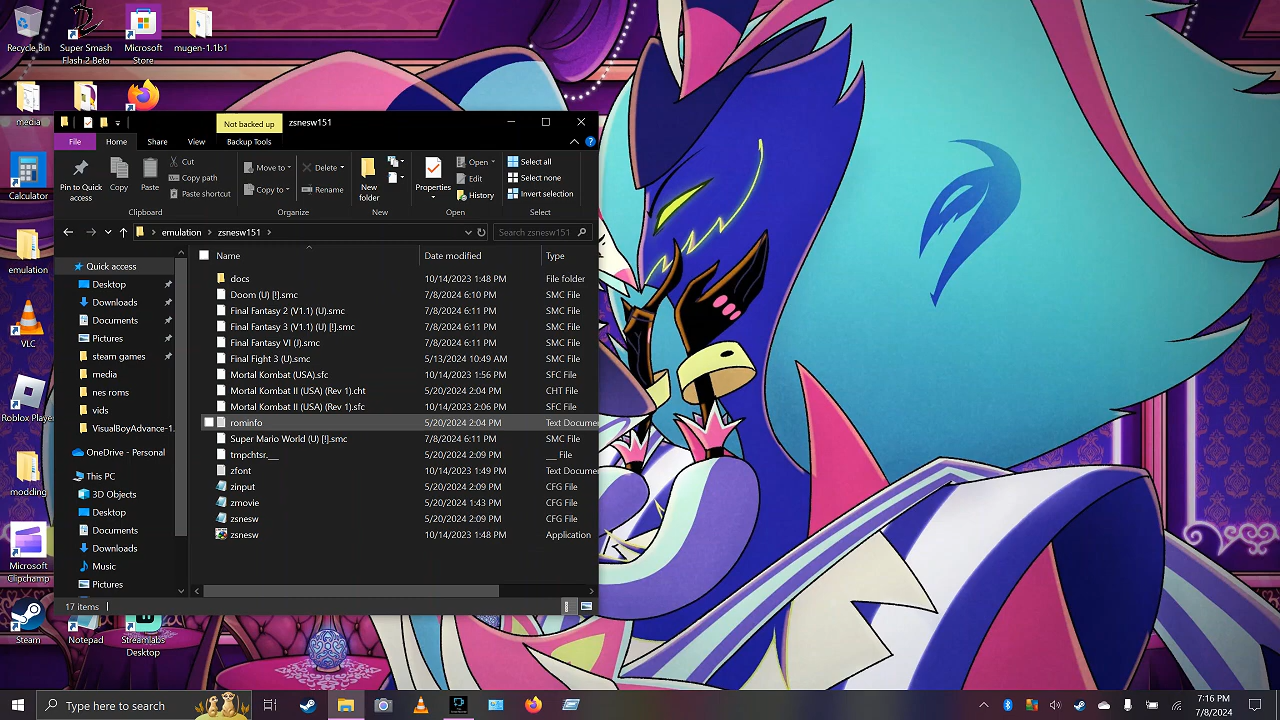 Recycle Bin
Super Smash
Flash 2 Beta
Microsoft
Store
mugen-1.1b1
media
Calculator
emulation
VLC
Roblox Player
modding
Microsoft
Clipchamp
Steam
Notepad
Streamlabs
Desktop
Not backed up
zsnesw151
File
Home
Share
View
Backup Tools
Pin to Quick
access
Copy
Paste
Cut
Copy path
Paste shortcut
Clipboard
Move to
Copy to
Delete
Rename
Organize
New
folder
New
Properties
Open
Edit
History
Open
Select all
Select none
Invert selection
Select
emulation > zsnesw151 >
Search zsnesw151
Quick access
Desktop
Downloads
Documents
Pictures
steam games
media
nes roms
vids
VisualBoyAdvance-1.
OneDrive - Personal
This PC
3D Objects
Desktop
Documents
Downloads
Music
Pictures
Name Date modified Type
docs 10/14/2023 1:48 PM File folder
Doom (U) [!].smc 7/8/2024 6:10 PM SMC File
Final Fantasy 2 (V1.1) (U).smc 7/8/2024 6:11 PM SMC File
Final Fantasy 3 (V1.1) (U) [!].smc 7/8/2024 6:11 PM SMC File
Final Fantasy VI (J).smc 7/8/2024 6:11 PM SMC File
Final Fight 3 (U).smc 5/13/2024 10:49 AM SMC File
Mortal Kombat (USA).sfc 10/14/2023 1:56 PM SFC File
Mortal Kombat II (USA) (Rev 1).cht 5/20/2024 2:04 PM CHT File
Mortal Kombat II (USA) (Rev 1).sfc 10/14/2023 2:06 PM SFC File
rominfo 5/20/2024 2:04 PM Text Docume
Super Mario World (U) [!].smc 7/8/2024 6:11 PM SMC File
tmpchtsr.___ 5/20/2024 2:09 PM ___ File
zfont 10/14/2023 1:49 PM Text Docume
zinput 5/20/2024 2:09 PM CFG File
zmovie 5/20/2024 1:43 PM CFG File
zsnesw 5/20/2024 2:09 PM CFG File
zsnesw 10/14/2023 1:48 PM Application
17 items
Type here to search
7:16 PM
7/8/2024